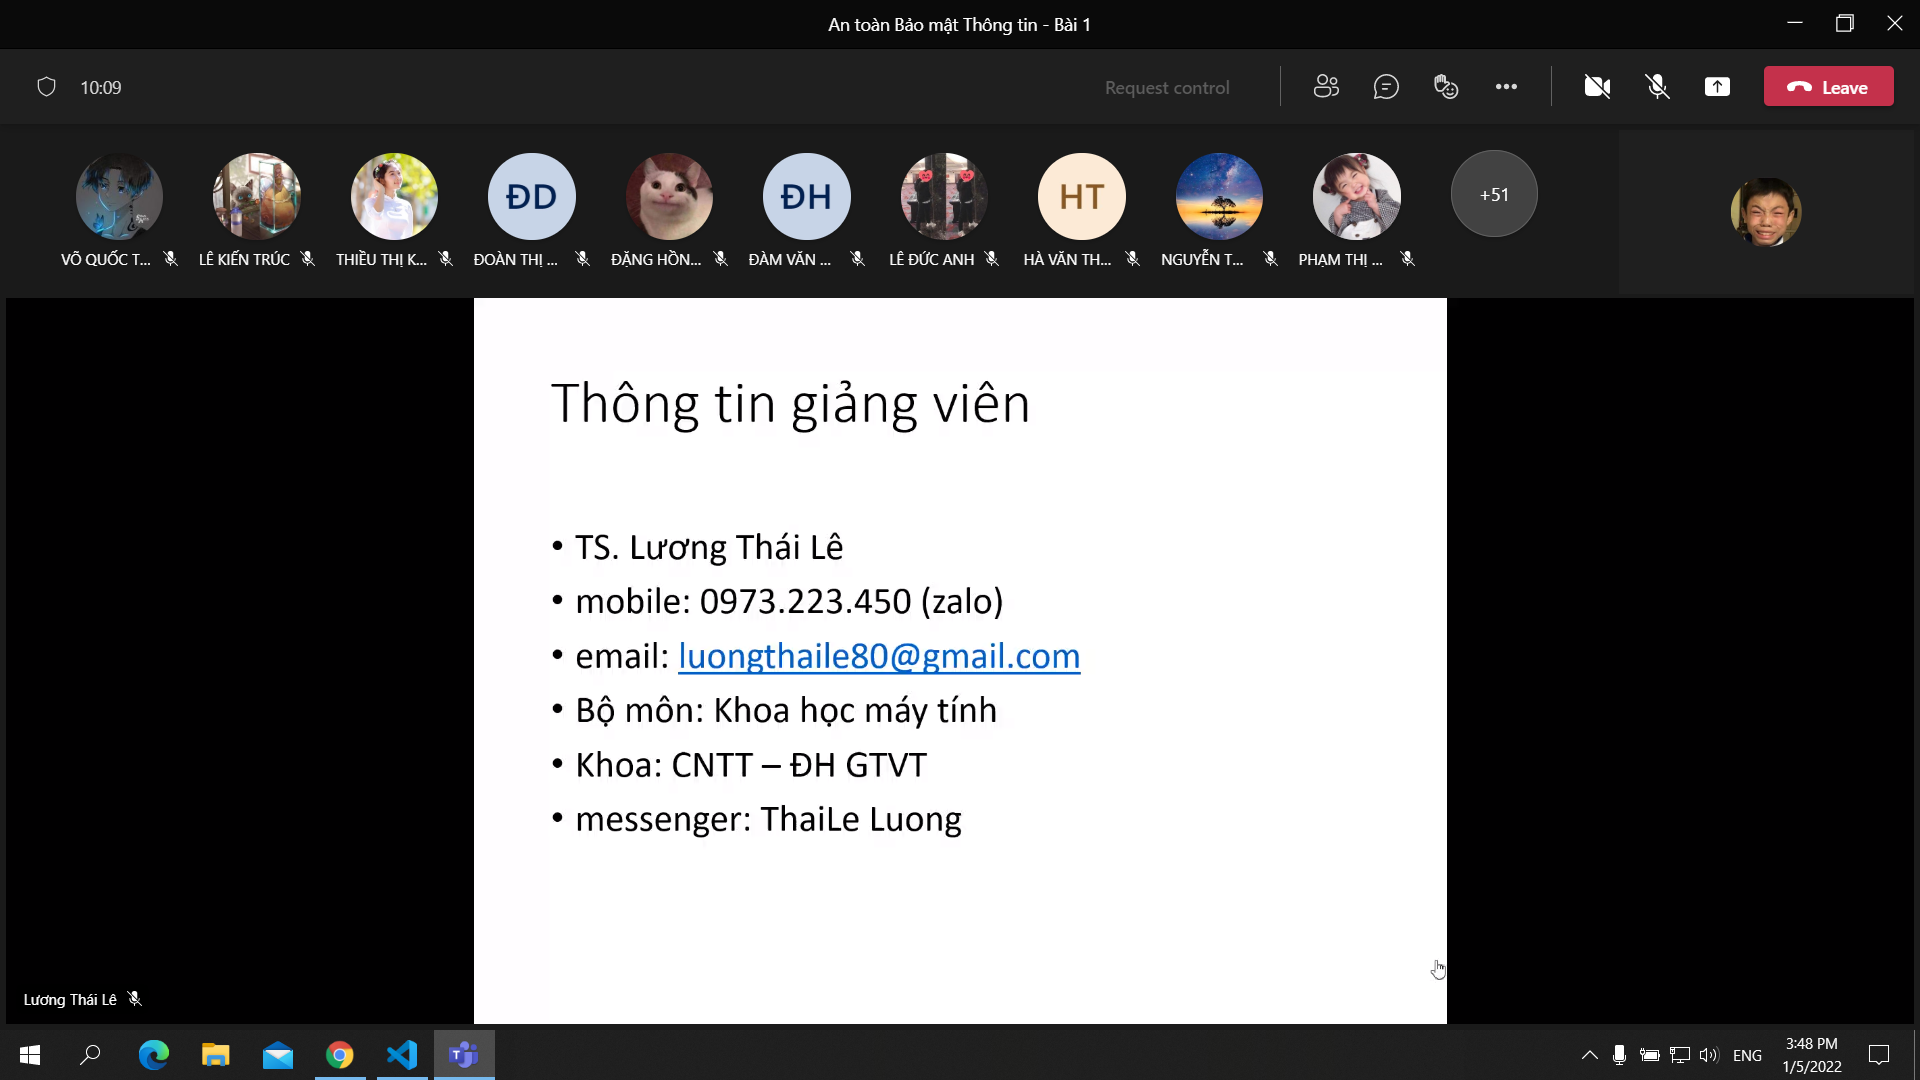 An toàn Bảo mật Thông tin - Bài 1
10:09
Request control
Leave
ĐD
ĐH
HT
+51
VÕ QUỐC T...
LÊ KIẾN TRÚC
THIỀU THỊ K...
ĐOÀN THỊ ...
ĐẶNG HỒN...
ĐÀM VĂN ...
LÊ ĐỨC ANH
HÀ VĂN TH...
NGUYỄN T...
PHẠM THỊ ...
Thông tin giảng viên
• TS. Lương Thái Lê
• mobile: 0973.223.450 (zalo)
• email: luongthaile80@gmail.com
• Bộ môn: Khoa học máy tính
• Khoa: CNTT – ĐH GTVT
• messenger: ThaiLe Luong
Lương Thái Lê
ENG
3:48 PM
1/5/2022